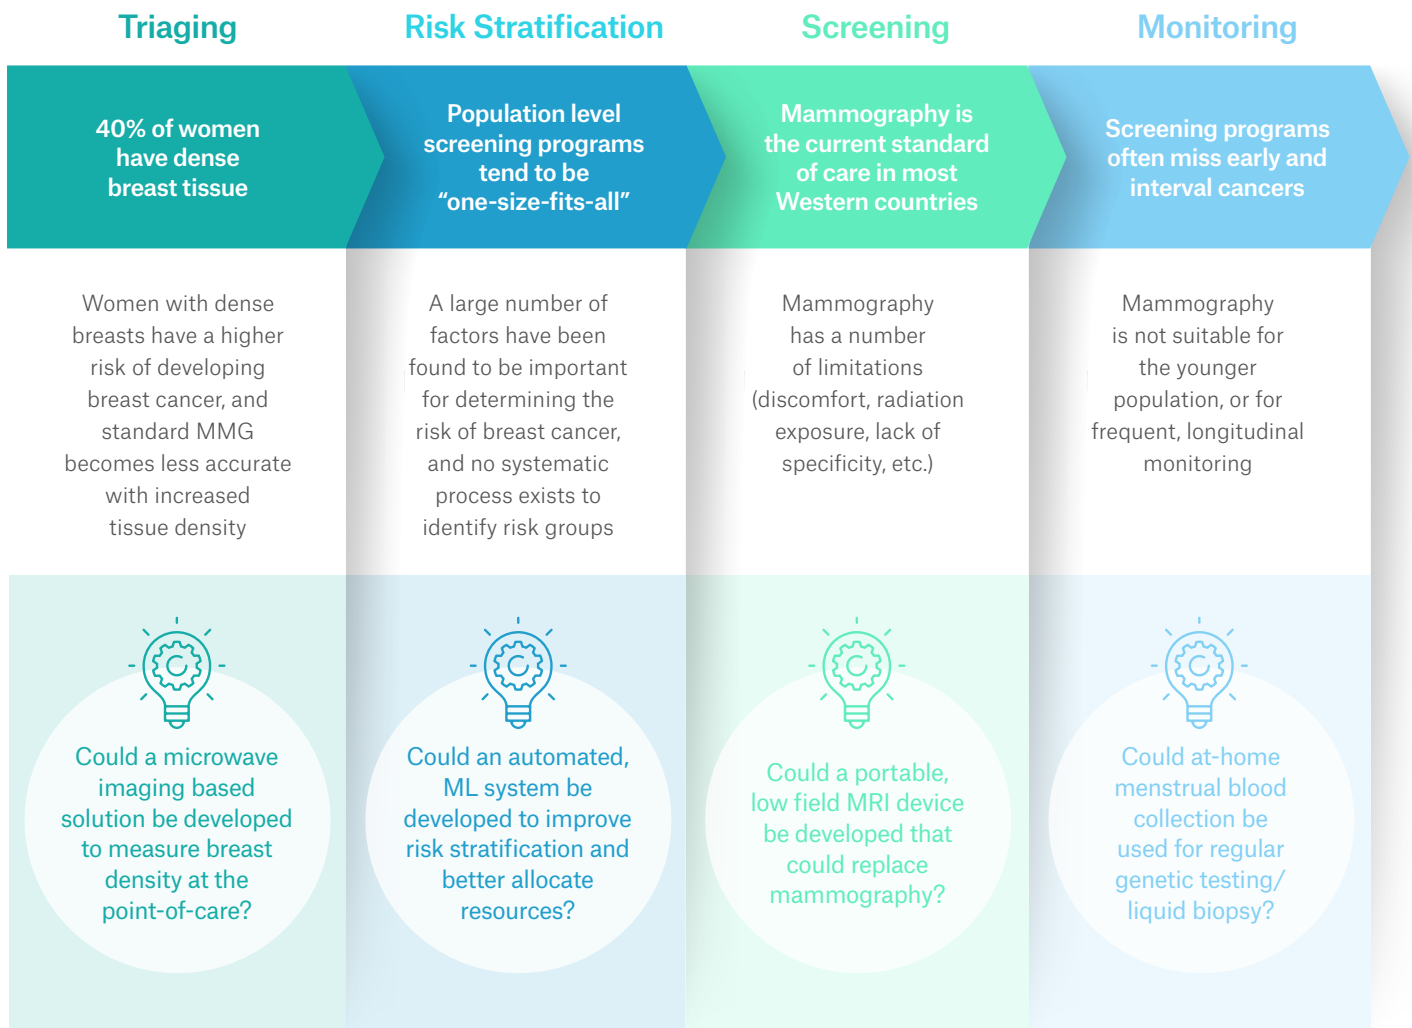 Triaging
40% of women
have dense
breast tissue
Women with dense
breasts have a higher
risk of developing
breast cancer, and
standard MMG
becomes less accurate
with increased
tissue density
Could a microwave
imaging based
solution be developed
to measure breast
density at the
point-of-care?
Risk Stratification
Population level
screening programs
tend to be
“one-size-fits-all”
A large number of
factors have been
found to be important
for determining the
risk of breast cancer,
and no systematic
process exists to
identify risk groups
Could an automated,
ML system be
developed to improve
risk stratification and
better allocate
resources?
Screening
Mammography is
the current standard
of care in most
Western countries
Mammography
has a number
of limitations
(discomfort, radiation
exposure, lack of
specificity, etc.)
Could a portable,
low field MRI device
be developed that
could replace
mammography?
Monitoring
Screening programs
often miss early and
interval cancers
Mammography
is not suitable for
the younger
population, or for
frequent, longitudinal
monitoring
Could at-home
menstrual blood
collection be
used for regular
genetic testing/
liquid biopsy?